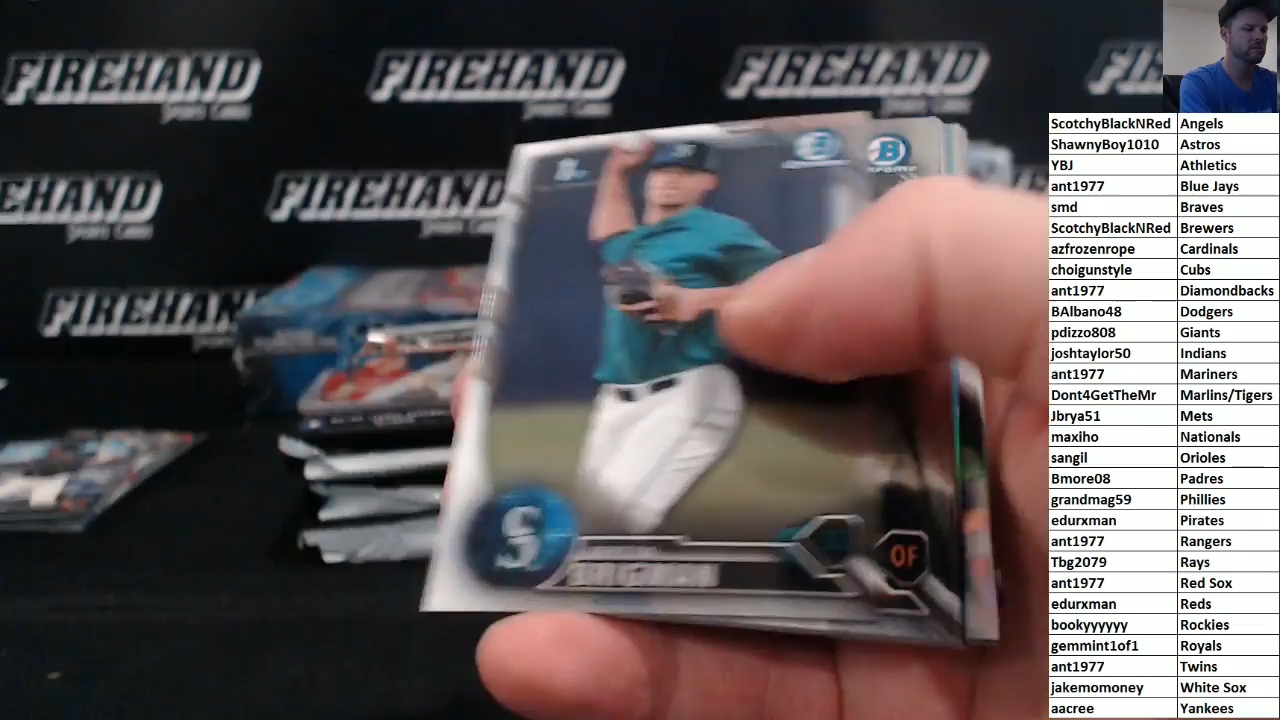 FIREHAND
FIREHAND
FIREHAND
FIREHAND
FIREHAND
FIREHAND
B
S
OF
ScotchyBlackNRed Angels
ShawnyBoy1010 Astros
YBJ Athletics
ant1977 Blue Jays
smd Braves
ScotchyBlackNRed Brewers
azfrozenrope Cardinals
choigunstyle Cubs
ant1977 Diamondbacks
BAlbano48 Dodgers
pdizzo808 Giants
joshtaylor50 Indians
ant1977 Mariners
Dont4GetTheMr Marlins/Tigers
Jbrya51 Mets
maxiho Nationals
sangil Orioles
Bmore08 Padres
grandmag59 Phillies
edurxman Pirates
ant1977 Rangers
Tbg2079 Rays
ant1977 Red Sox
edurxman Reds
bookyyyyyy Rockies
gemmint1of1 Royals
ant1977 Twins
jakemomoney White Sox
aacree Yankees